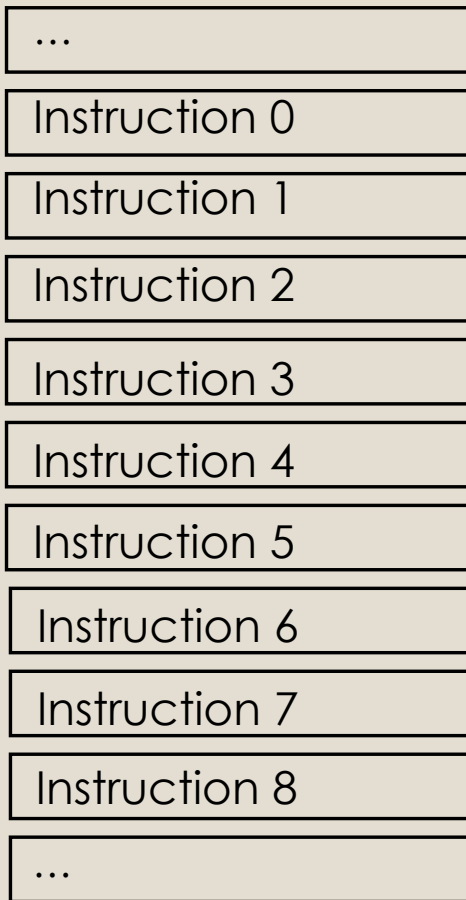 ...
Instruction 0
Instruction 1
Instruction 2
Instruction 3
Instruction 4
Instruction 5
Instruction 6
Instruction 7
Instruction 8
...